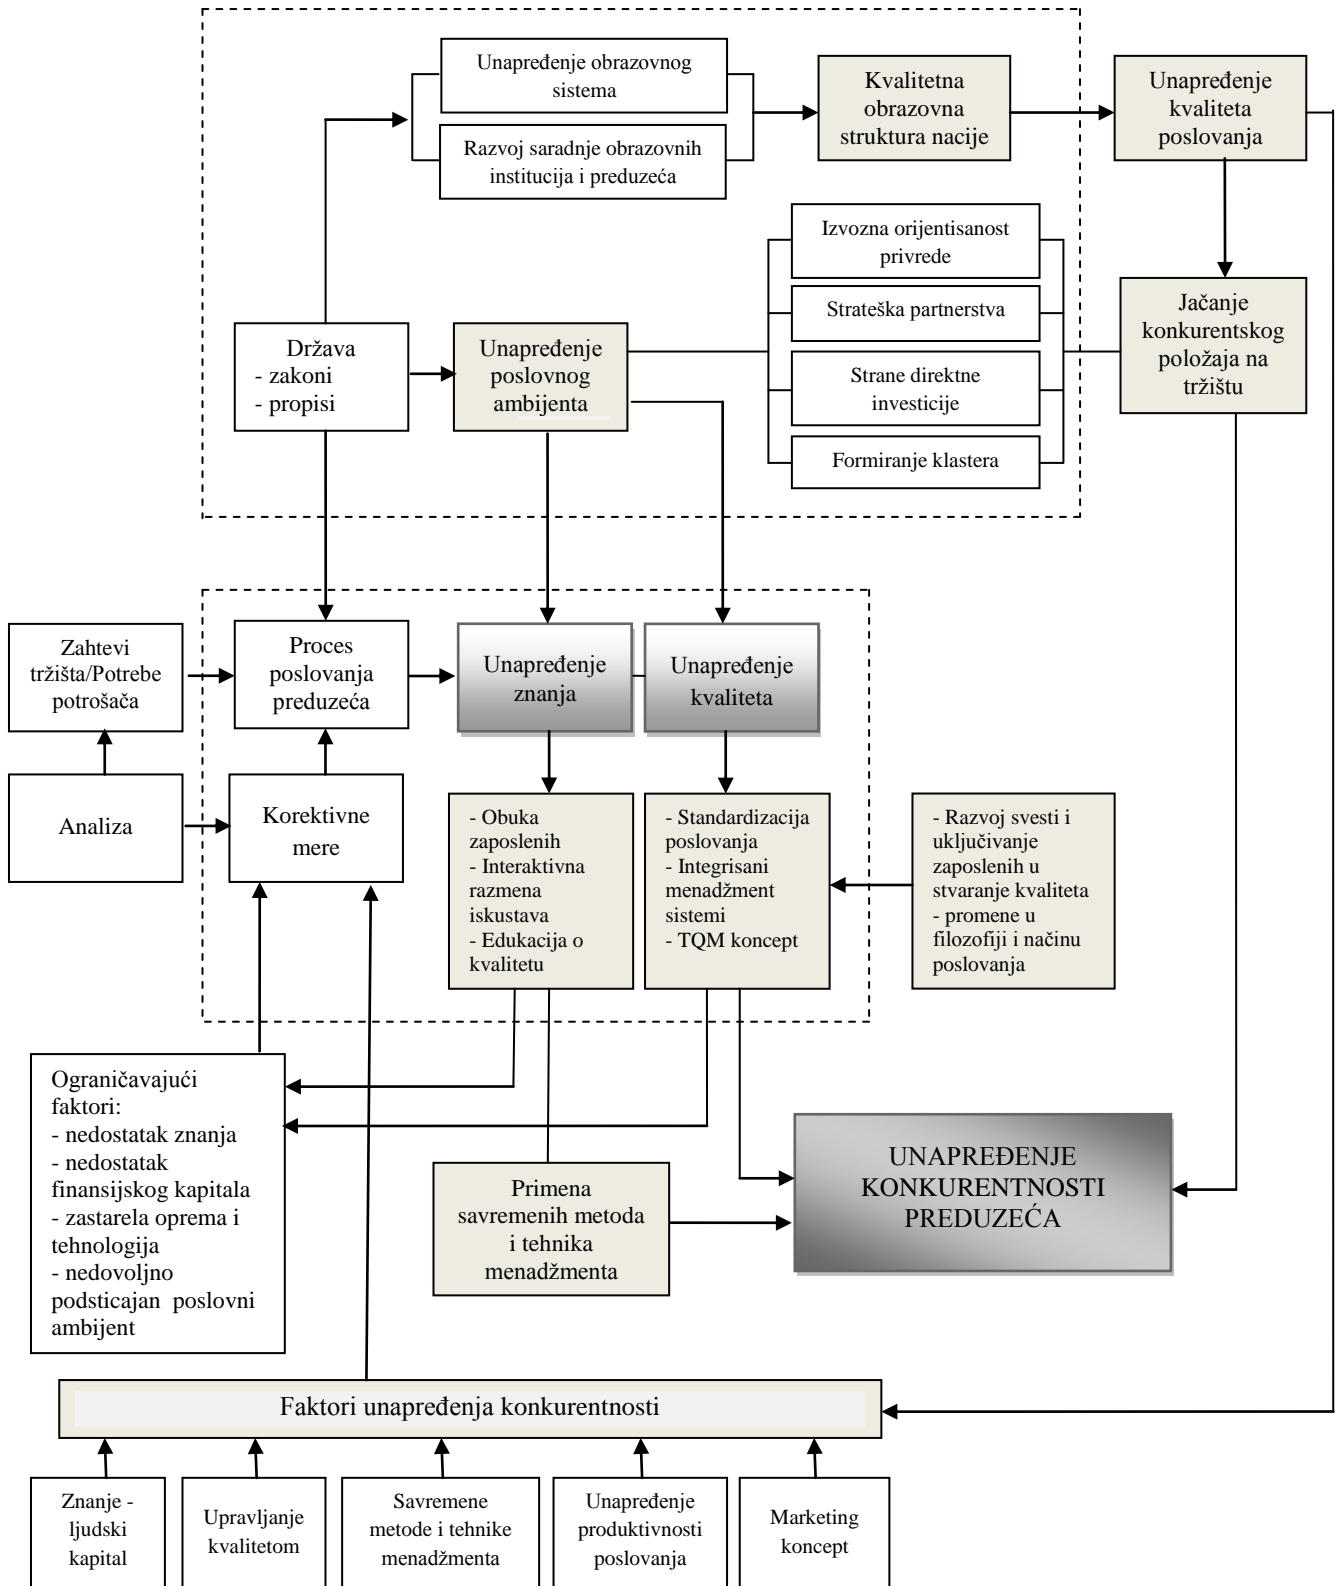 Unapređenje obrazovnog
sistema
Razvoj saradnje obrazovnih
institucija i preduzeća
Kvalitetna
obrazovna
struktura nacije
Unapređenje
kvaliteta
poslovanja
Izvozna orijentisanost
privrede
Strateška partnerstva
Strane direktne
investicije
Formiranje klastera
Jačanje
konkurentskog
položaja na
tržištu
Država
- zakoni
- propisi
Unapređenje
poslovnog
ambijenta
Zahtevi
tržišta/Potrebe
potrošača
Proces
poslovanja
preduzeća
Unapređenje
znanja
Unapređenje
kvaliteta
Analiza
Korektivne
mere
- Obuka
zaposlenih
- Interaktivna
razmena
iskustava
- Edukacija o
kvalitetu
- Standardizacija
poslovanja
- Integrisani
menadžment
sistemi
- TQM koncept
- Razvoj svesti i
uključivanje
zaposlenih u
stvaranje kvaliteta
- promene u
filozofiji i načinu
poslovanja
Ograničavajući
faktori:
- nedostatak znanja
- nedostatak
finansijskog kapitala
- zastarela oprema i
tehnologija
- nedovoljno
podsticajan poslovni
ambijent
Primena
savremenih metoda
i tehnika
menadžmenta
UNAPREĐENJE
KONKURENTNOSTI
PREDUZEĆA
Faktori unapređenja konkurentnosti
Znanje -
ljudski
kapital
Upravljanje
kvalitetom
Savremene
metode i tehnike
menadžmenta
Unapređenje
produktivnosti
poslovanja
Marketing
koncept